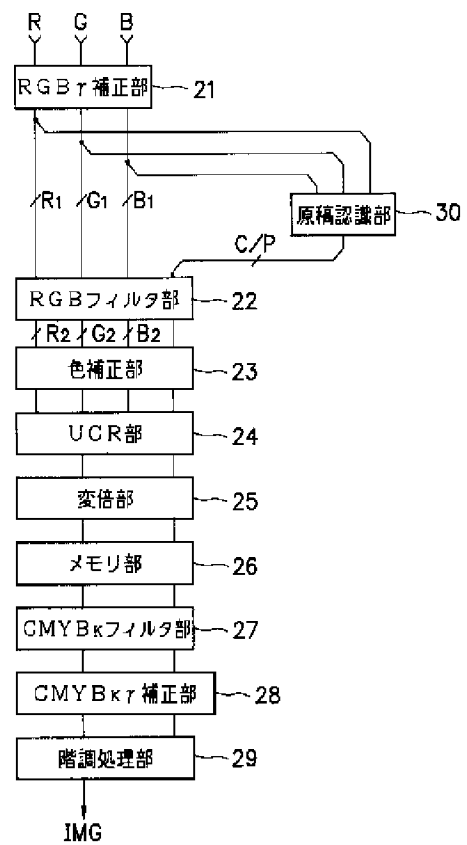 R G B
RGBγ補正部 21
R1 G1 B1
原稿認識部 30
C/P
RGBフィルタ部 22
R2 G2 B2
色補正部 23
UCR部 24
変倍部 25
メモリ部 26
CMYBKフィルタ部 27
CMYBKγ補正部 28
階調処理部 29
IMG